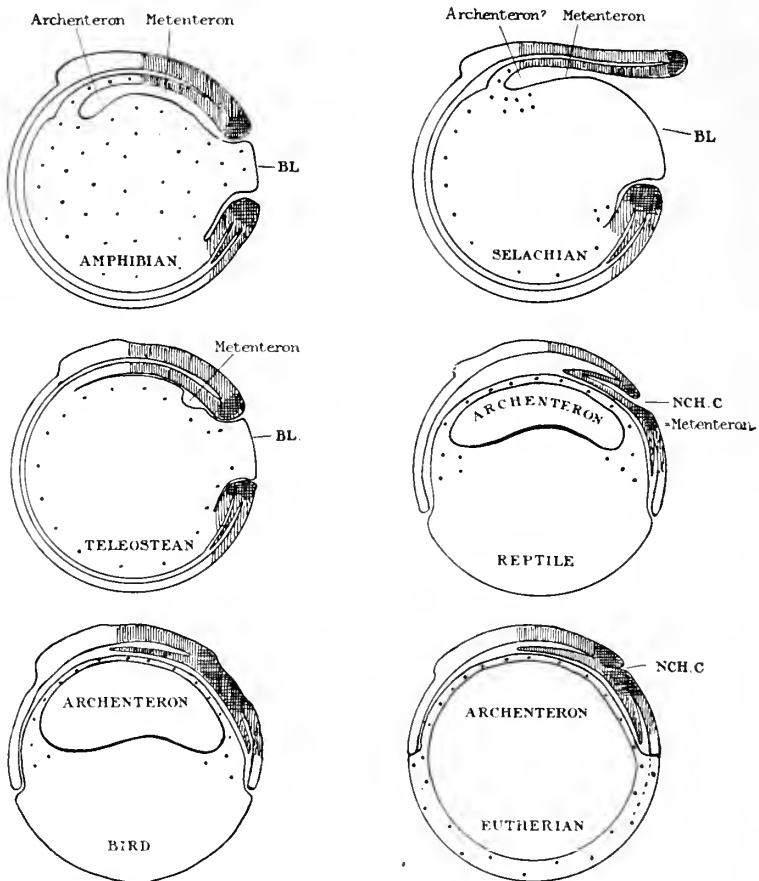 Archenteron Metenteron
BL
AMPHIBIAN
Archenteron? Metenteron
BL
SELACHIAN
Metenteron
BL.
TELEOSTEAN
ARCHENTERON
NCH.C
=Metenteron.
REPTILE
ARCHENTERON
BIRD
NCH.C
ARCHENTERON
EUTHERIAN